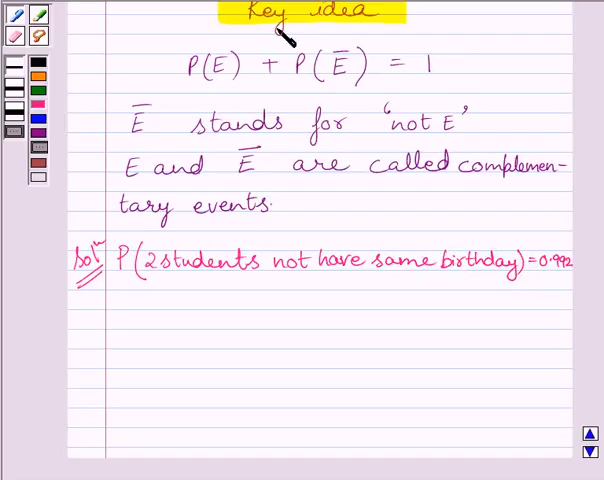 Key idea
P(E) + P(E̅) = 1
E̅ stands for 'not E'
E and E̅ are called complemen-
tary events.
Solⁿ P(2 students not have same birthday) = 0.992